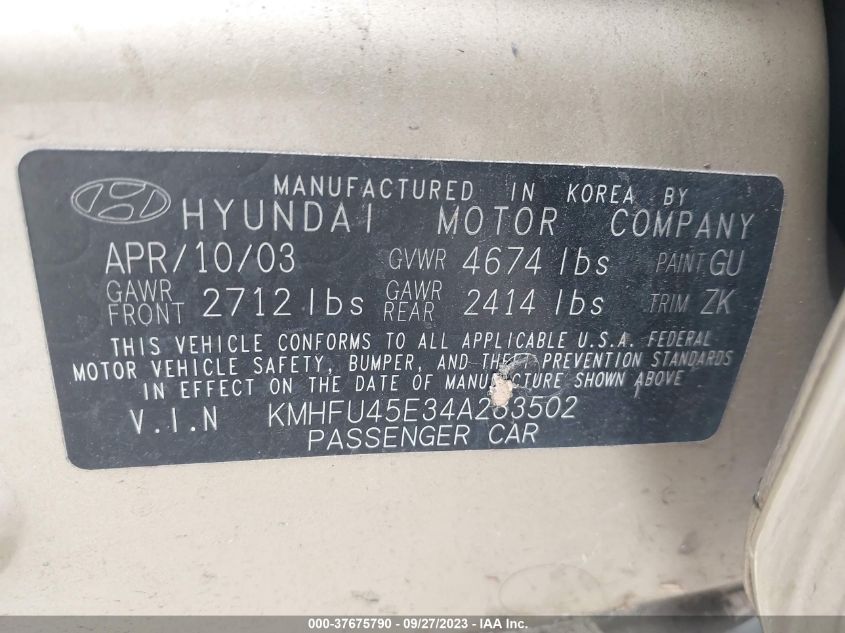 MANUFACTURED IN KOREA BY
HYUNDAI MOTOR COMPANY
APR/10/03 GVWR 4674 lbs PAINT GU
GAWR FRONT 2712 lbs GAWR REAR 2414 lbs TRIM ZK
THIS VEHICLE CONFORMS TO ALL APPLICABLE U.S.A. FEDERAL
MOTOR VEHICLE SAFETY, BUMPER, AND THEFT PREVENTION STANDARDS
IN EFFECT ON THE DATE OF MANUFACTURE SHOWN ABOVE
V.I.N KMHFU45E34A283502
PASSENGER CAR
000-37675790 - 09/27/2023 - U.S. FEDERAL DISCLOSURE